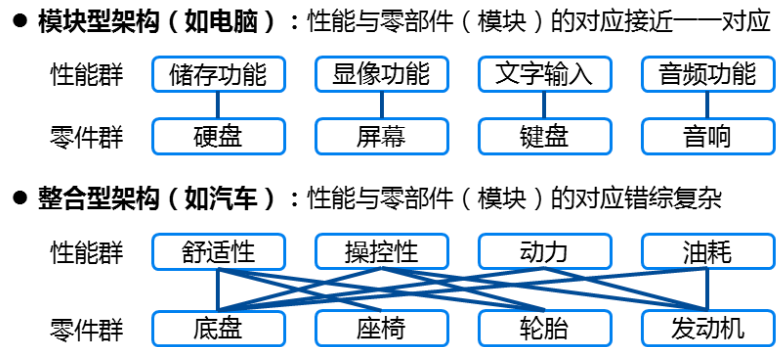 ● 模块型架构（如电脑）：性能与零部件（模块）的对应接近一一对应
性能群 储存功能 显像功能 文字输入 音频功能
零件群 硬盘 屏幕 键盘 音响
● 整合型架构（如汽车）：性能与零部件（模块）的对应错综复杂
性能群 舒适性 操控性 动力 油耗
零件群 底盘 座椅 轮胎 发动机